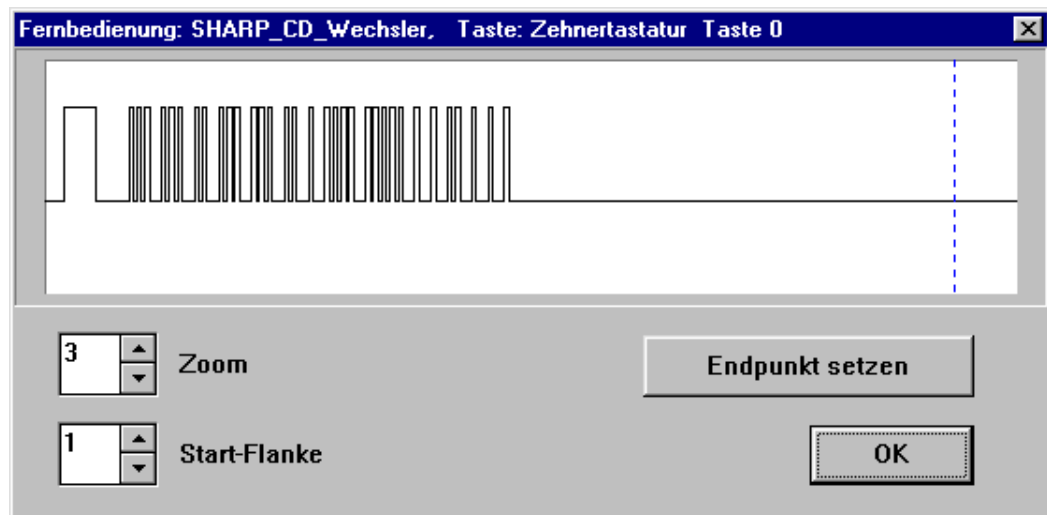 Fernbedienung: SHARP_CD_Wechsler, Taste: Zehnertastatur Taste 0
3 Zoom
Endpunkt setzen
1 Start-Flanke
OK